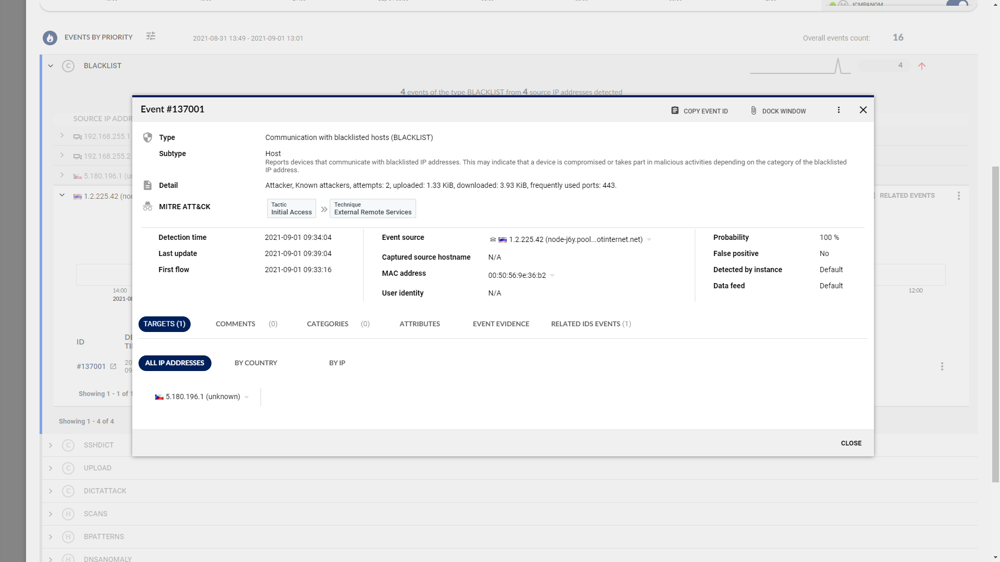 ICMPANOM
EVENTS BY PRIORITY
2021-08-31 13:49 - 2021-09-01 13:01
Overall events count: 16
C BLACKLIST 4
4 events of the type BLACKLIST from 4 source IP addresses detected
Event #137001
COPY EVENT ID
DOCK WINDOW
SOURCE IP ADDR
192.168.255.1
192.168.255.2
5.180.196.1 (u
1.2.225.42 (no
RELATED EVENTS
Type Communication with blacklisted hosts (BLACKLIST)
Subtype Host
Reports devices that communicate with blacklisted IP addresses. This may indicate that a device is compromised or takes part in malicious activities depending on the category of the blacklisted
IP address.
Detail Attacker, Known attackers, attempts: 2, uploaded: 1.33 KiB, downloaded: 3.93 KiB, frequently used ports: 443.
MITRE ATT&CK
Tactic
Initial Access
Technique
External Remote Services
Detection time 2021-09-01 09:34:04
Last update 2021-09-01 09:39:04
First flow 2021-09-01 09:33:16
Event source 1.2.225.42 (node-j6y.pool...otinternet.net)
Captured source hostname N/A
MAC address 00:50:56:9e:36:b2
User identity N/A
Probability 100 %
False positive No
Detected by instance Default
Data feed Default
14:00
2021-08
12:00
TARGETS (1)
COMMENTS (0)
CATEGORIES (0)
ATTRIBUTES
EVENT EVIDENCE
RELATED IDS EVENTS (1)
ID
DE
TI
#137001
20
09
ALL IP ADDRESSES
BY COUNTRY
BY IP
5.180.196.1 (unknown)
Showing 1 - 1 of 1
Showing 1 - 4 of 4
CLOSE
C SSHDICT
C UPLOAD
C DICTATTACK
H SCANS
H BPATTERNS
H DNSANOMALY